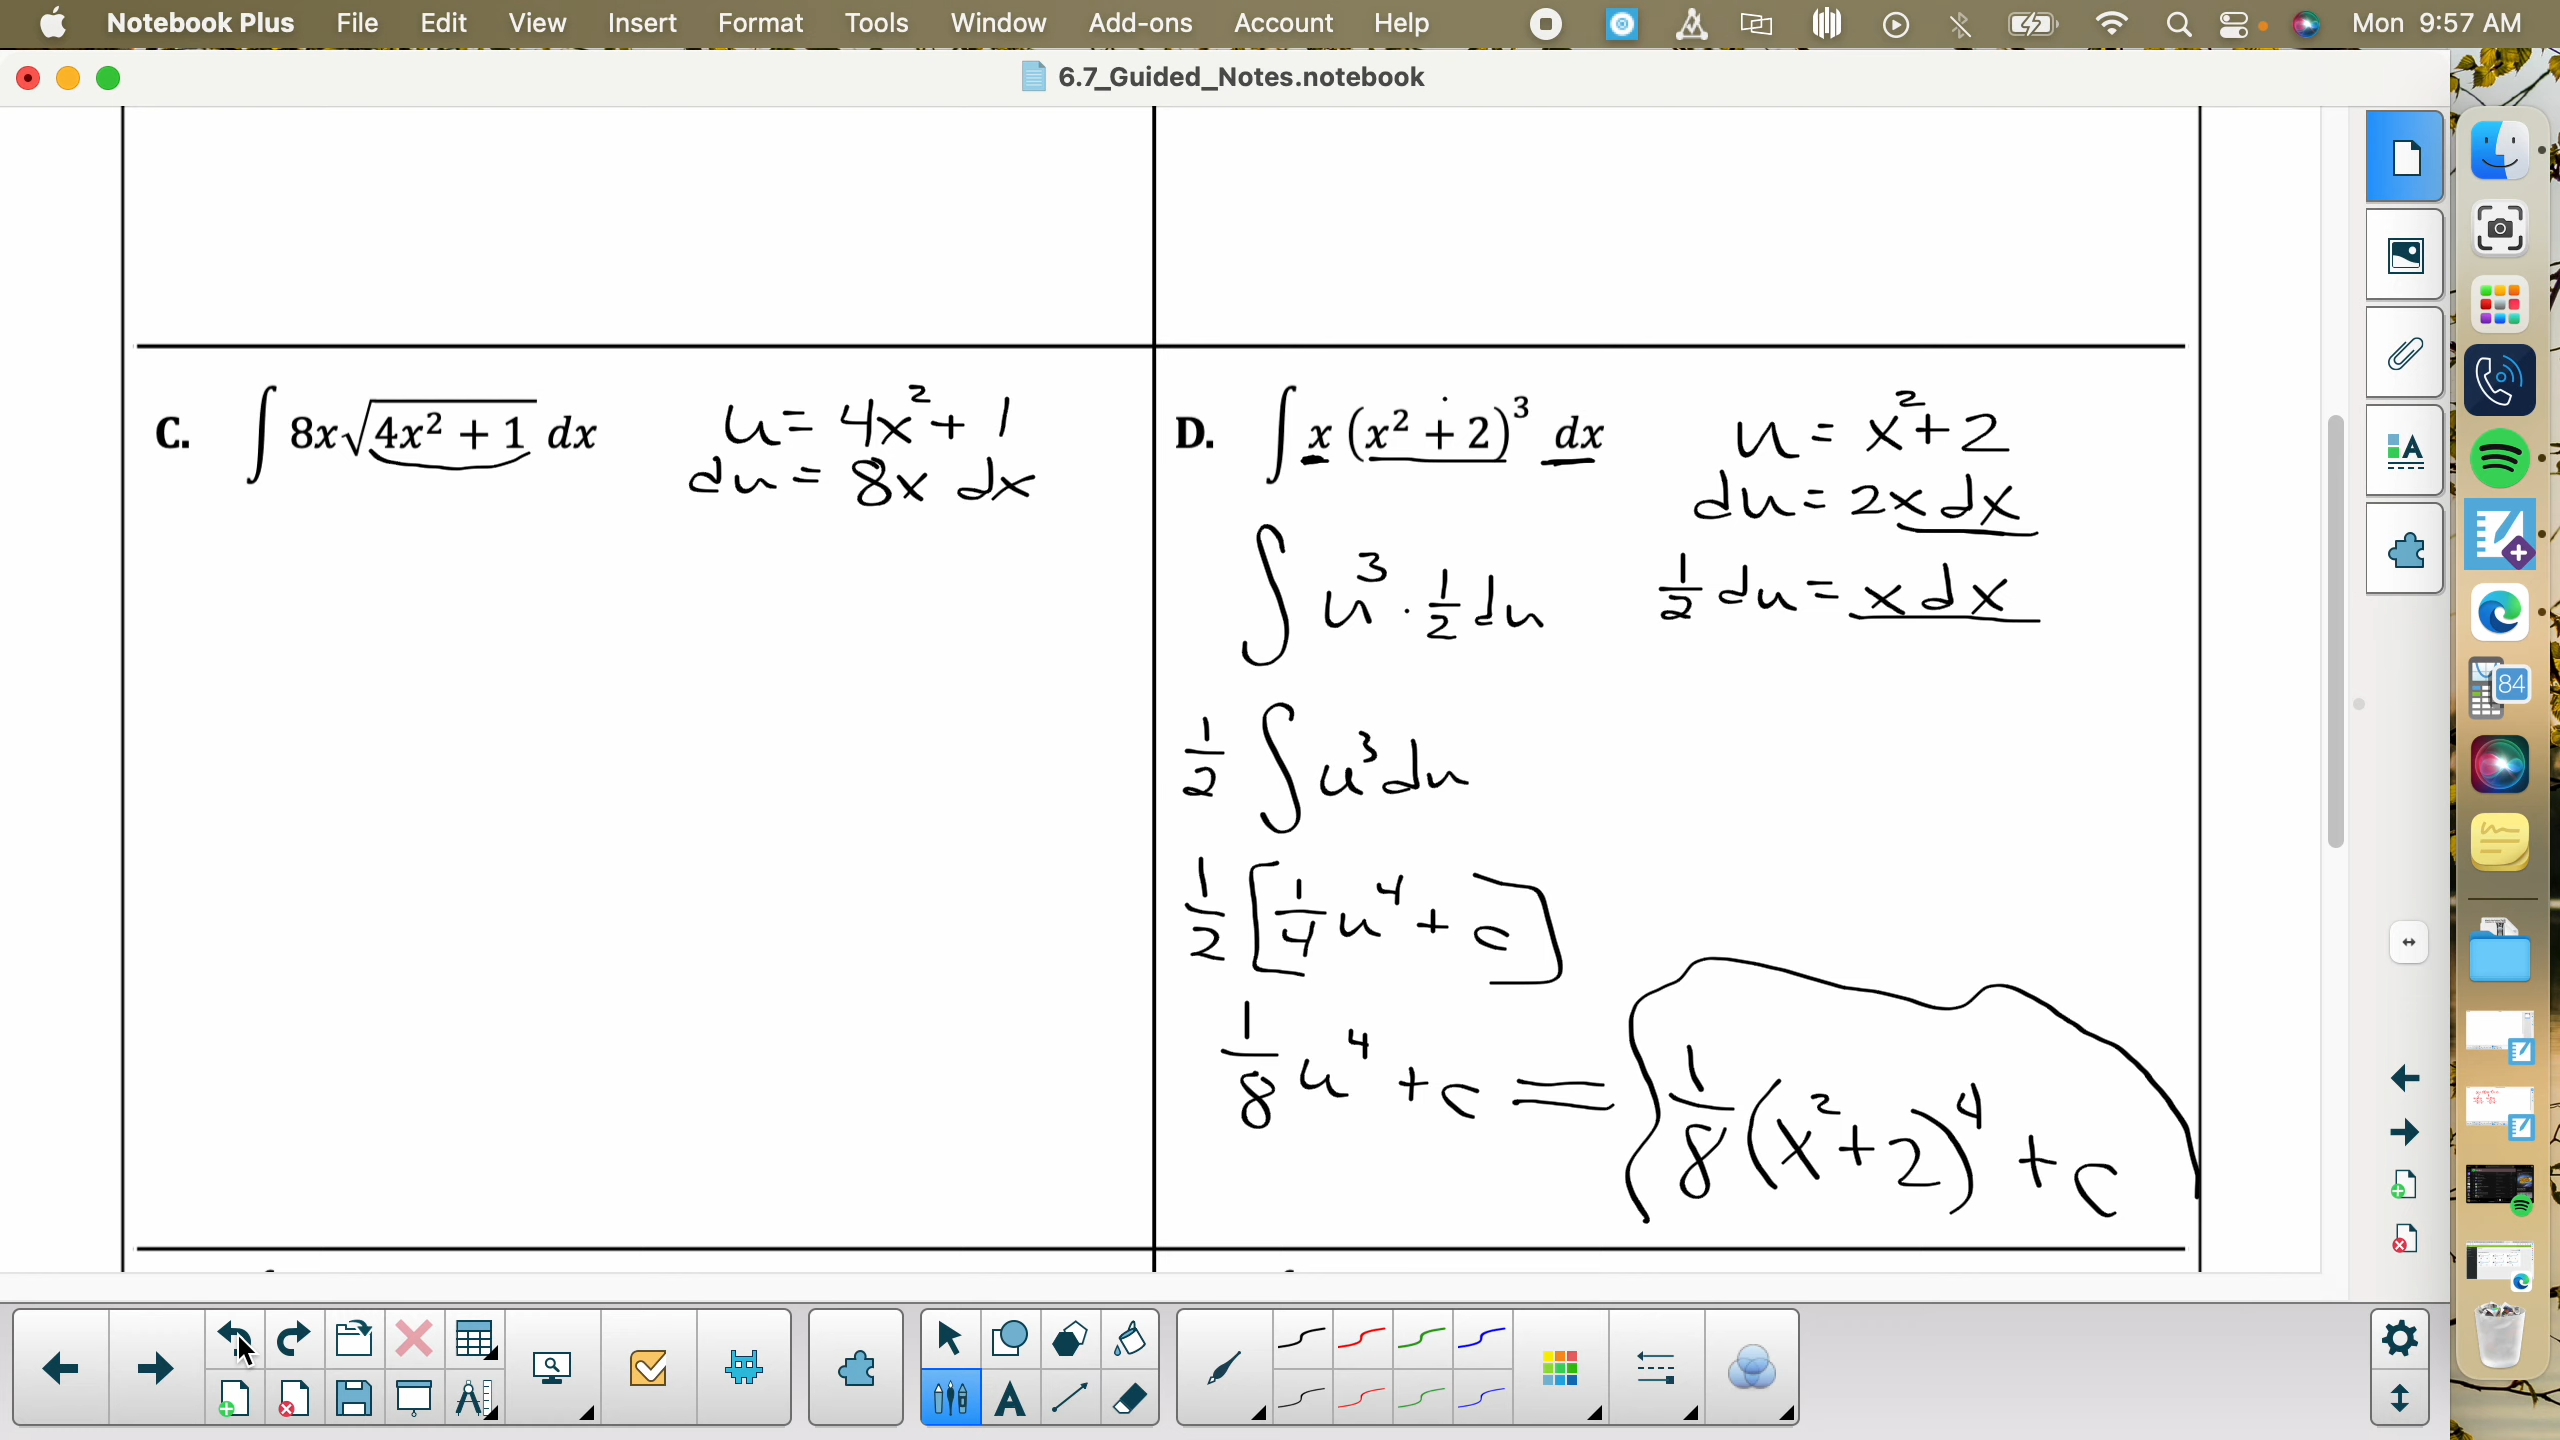 Notebook Plus File Edit View Insert Format Tools Window Add-ons Account Help Mon 9:57 AM
6.7_Guided_Notes.notebook
C. ∫ 8x√(4x² + 1) dx
u = 4x² + 1
du = 8x dx
D. ∫ x (x² + 2)³ dx
u = x² + 2
du = 2x dx
∫ u³ · 1/2 du
1/2 du = x dx
1/2 ∫ u³ du
1/2 [1/4 u⁴ + c]
1/8 u⁴ + c = 1/8 (x² + 2)⁴ + c
A
84
A